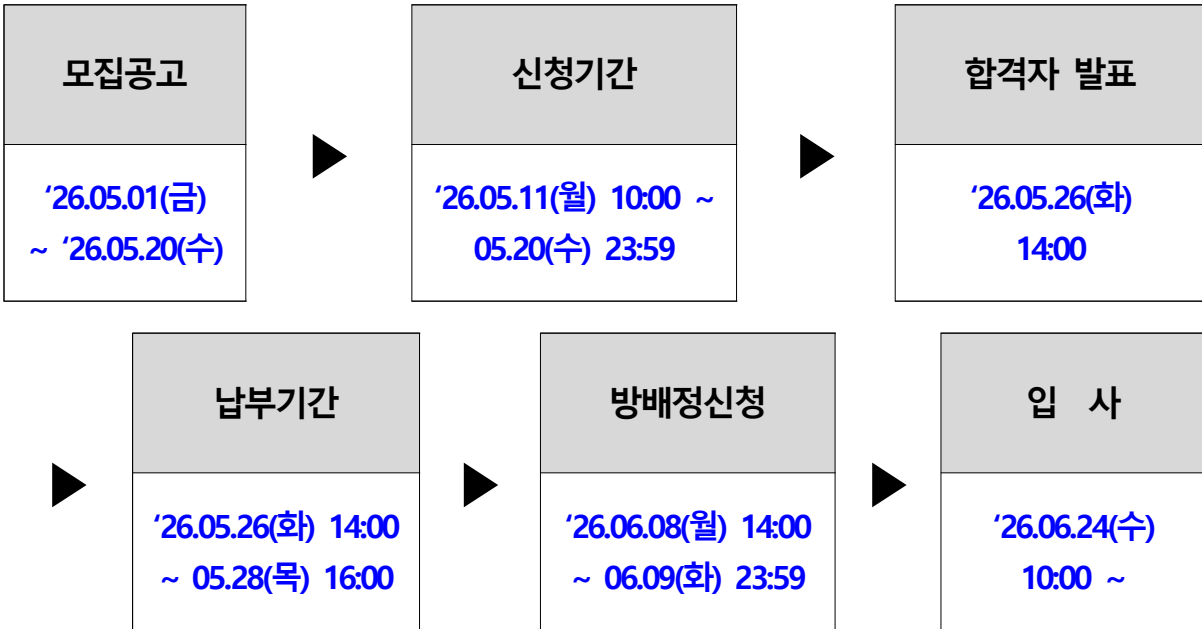 모집공고
‘26.05.01(금)
~ ‘26.05.20(수)
신청기간
‘26.05.11(월) 10:00 ~
05.20(수) 23:59
합격자 발표
‘26.05.26(화)
14:00
납부기간
‘26.05.26(화) 14:00
~ 05.28(목) 16:00
방배정신청
‘26.06.08(월) 14:00
~ 06.09(화) 23:59
입 사
‘26.06.24(수)
10:00 ~